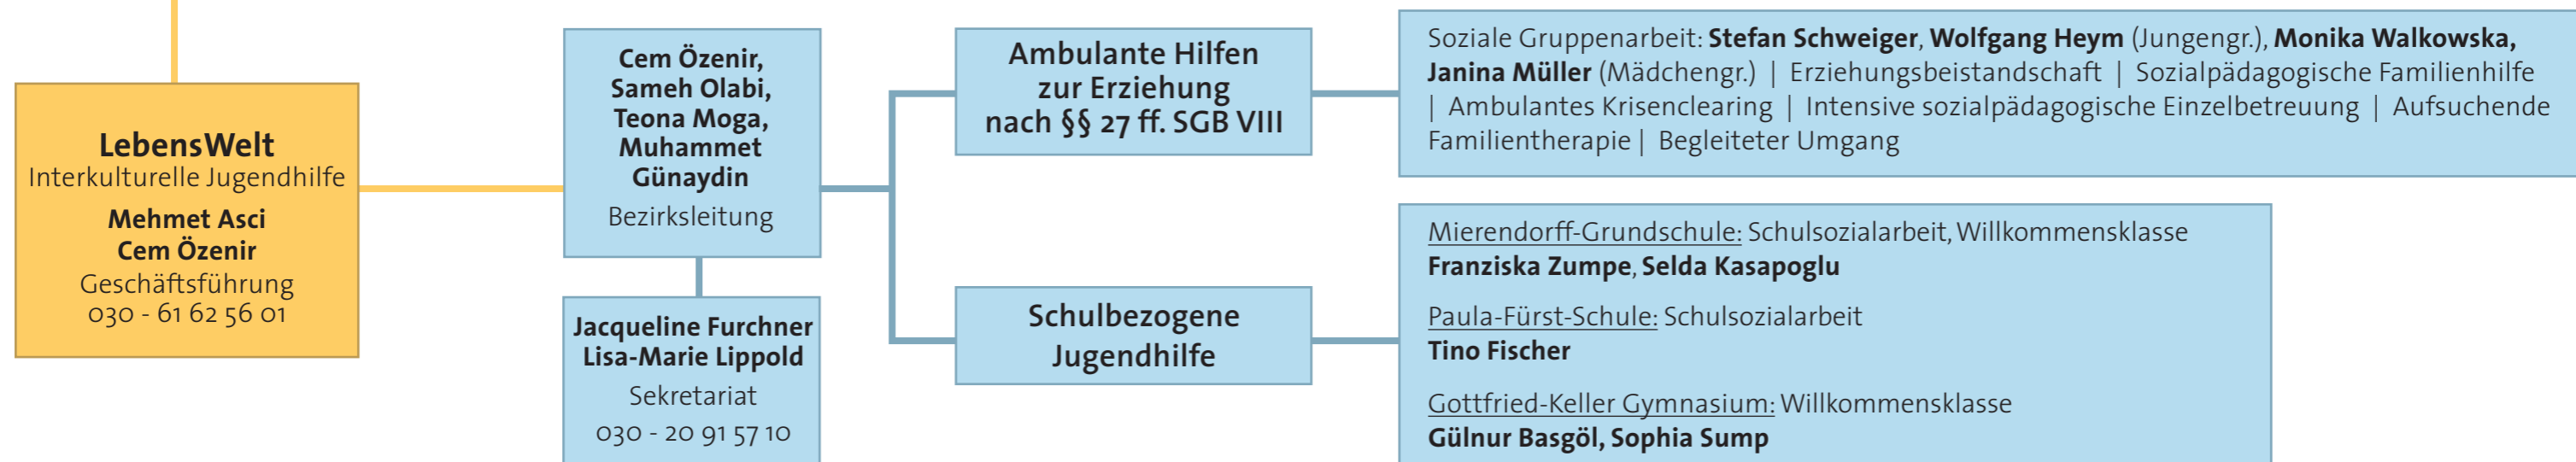 LebensWelt
Interkulturelle Jugendhilfe
Mehmet Asci
Cem Özenir
Geschäftsführung
030 - 61 62 56 01
Cem Özenir,
Sameh Olabi,
Teona Moga,
Muhammet
Günaydin
Bezirksleitung
Jacqueline Furchner
Lisa-Marie Lippold
Sekretariat
030 - 20 91 57 10
Ambulante Hilfen
zur Erziehung
nach §§ 27 ff. SGB VIII
Soziale Gruppenarbeit: Stefan Schweiger, Wolfgang Heym (Jungengr.), Monika Walkowska,
Janina Müller (Mädchengr.) | Erziehungsbeistandschaft | Sozialpädagogische Familienhilfe
| Ambulantes Krisenclearing | Intensive sozialpädagogische Einzelbetreuung | Aufsuchende
Familientherapie | Begleiteter Umgang
Schulbezogene
Jugendhilfe
Mierendorff-Grundschule: Schulsozialarbeit, Willkommensklasse
Franziska Zumpe, Selda Kasapoglu
Paula-Fürst-Schule: Schulsozialarbeit
Tino Fischer
Gottfried-Keller Gymnasium: Willkommensklasse
Gülnur Basgöl, Sophia Sump